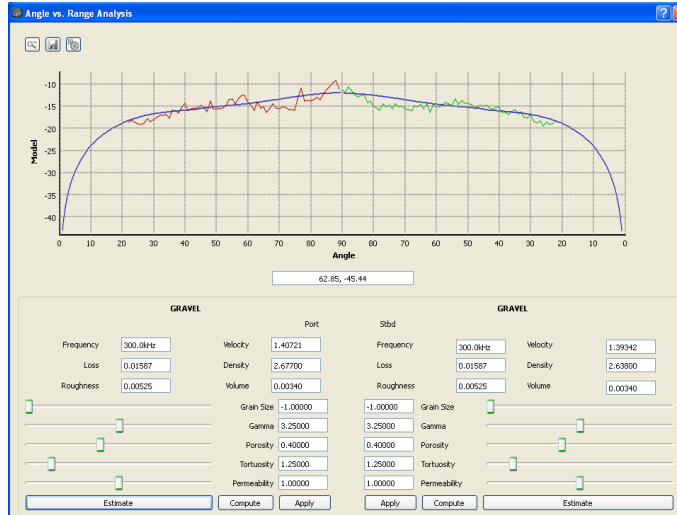 Angle vs. Range Analysis
-10
-15
-20
-25
-30
-35
-40
Model
0 10 20 30 40 50 60 70 80 90 80 70 60 50 40 30 20 10 0
Angle
62.85, -45.44
GRAVEL GRAVEL
Port Stbd
Frequency 300.0kHz Velocity 1.40721 Frequency 300.0kHz Velocity 1.39342
Loss 0.01587 Density 2.67700 Loss 0.01587 Density 2.63800
Roughness 0.00525 Volume 0.00340 Roughness 0.00525 Volume 0.00340
Grain Size -1.00000 -1.00000 Grain Size
Gamma 3.25000 3.25000 Gamma
Porosity 0.40000 0.40000 Porosity
Tortuosity 1.25000 1.25000 Tortuosity
Permeability 1.00000 1.00000 Permeability
Estimate Compute Apply Apply Compute Estimate